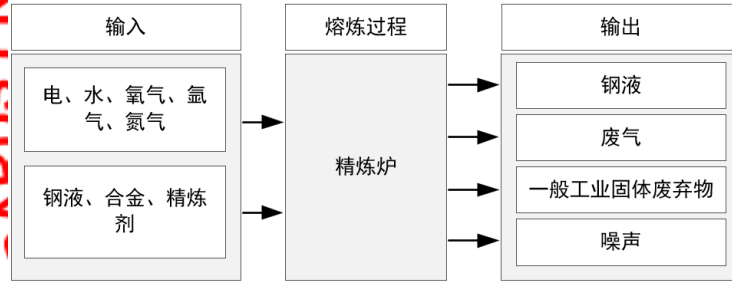 输入
熔炼过程
输出
电、水、氧气、氩
气、氮气
钢液、合金、精炼
剂
精炼炉
钢液
废气
一般工业固体废弃物
噪声